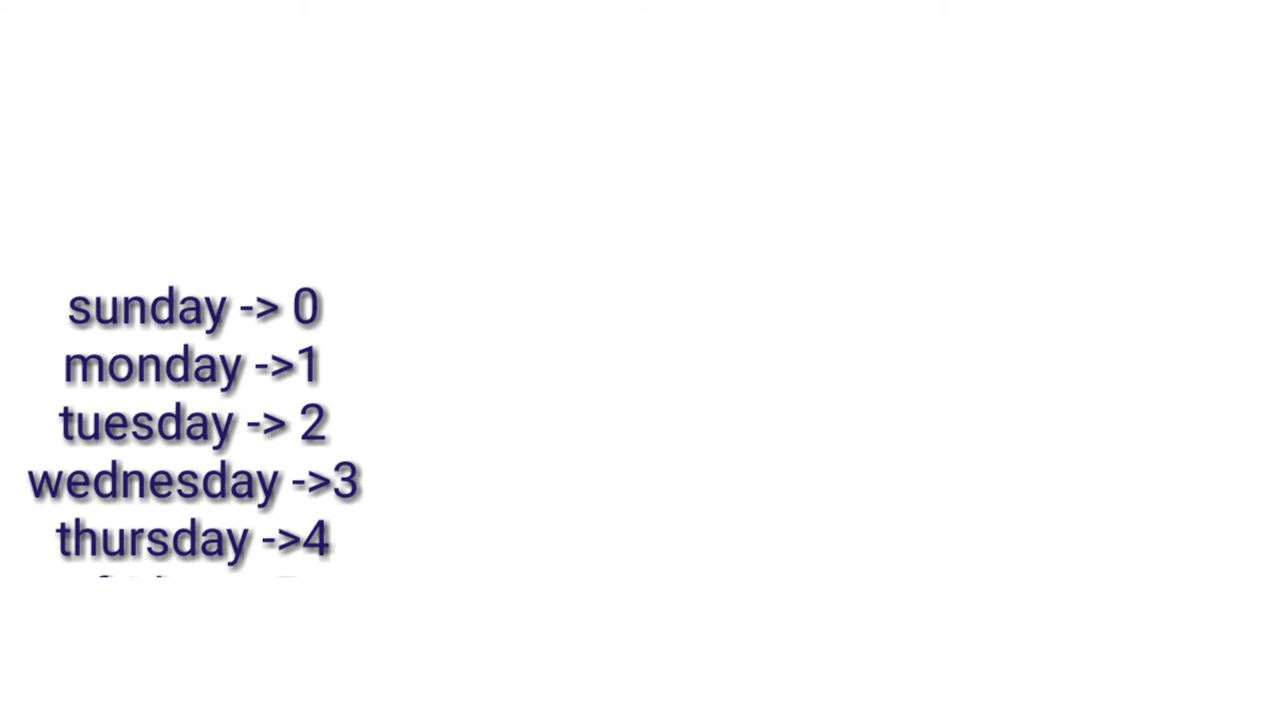 sunday -> 0
monday ->1
tuesday -> 2
wednesday ->3
thursday ->4